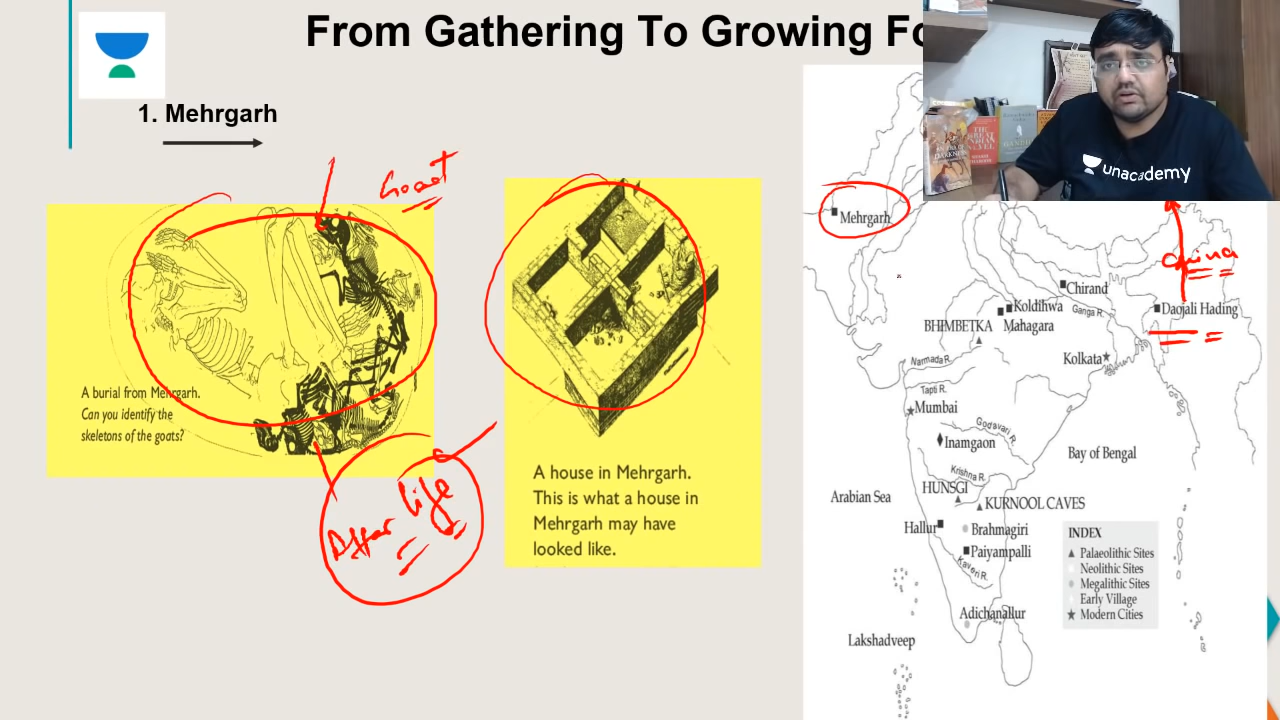 From Gathering To Growing Fo
1. Mehrgarh
Goat
A burial from Mehrgarh.
Can you identify the
skeletons of the goats?
After
life
A house in Mehrgarh.
This is what a house in
Mehrgarh may have
looked like.
unacademy
Mehrgarh
China
Chirand
Koldihwa
Ganga R.
Daojali Hading
BHIMBETKA
Mahagara
Narmada R.
Kolkata
Tapti R.
Mumbai
Godavari R.
Inamgaon
Bay of Bengal
Krishna R.
HUNSGI
Arabian Sea
KURNOOL CAVES
Hallur
Brahmagiri
Paiyampalli
Kaveri R.
Adichanallur
Lakshadweep
INDEX
Palaeolithic Sites
Neolithic Sites
Megalithic Sites
Early Village
Modern Cities